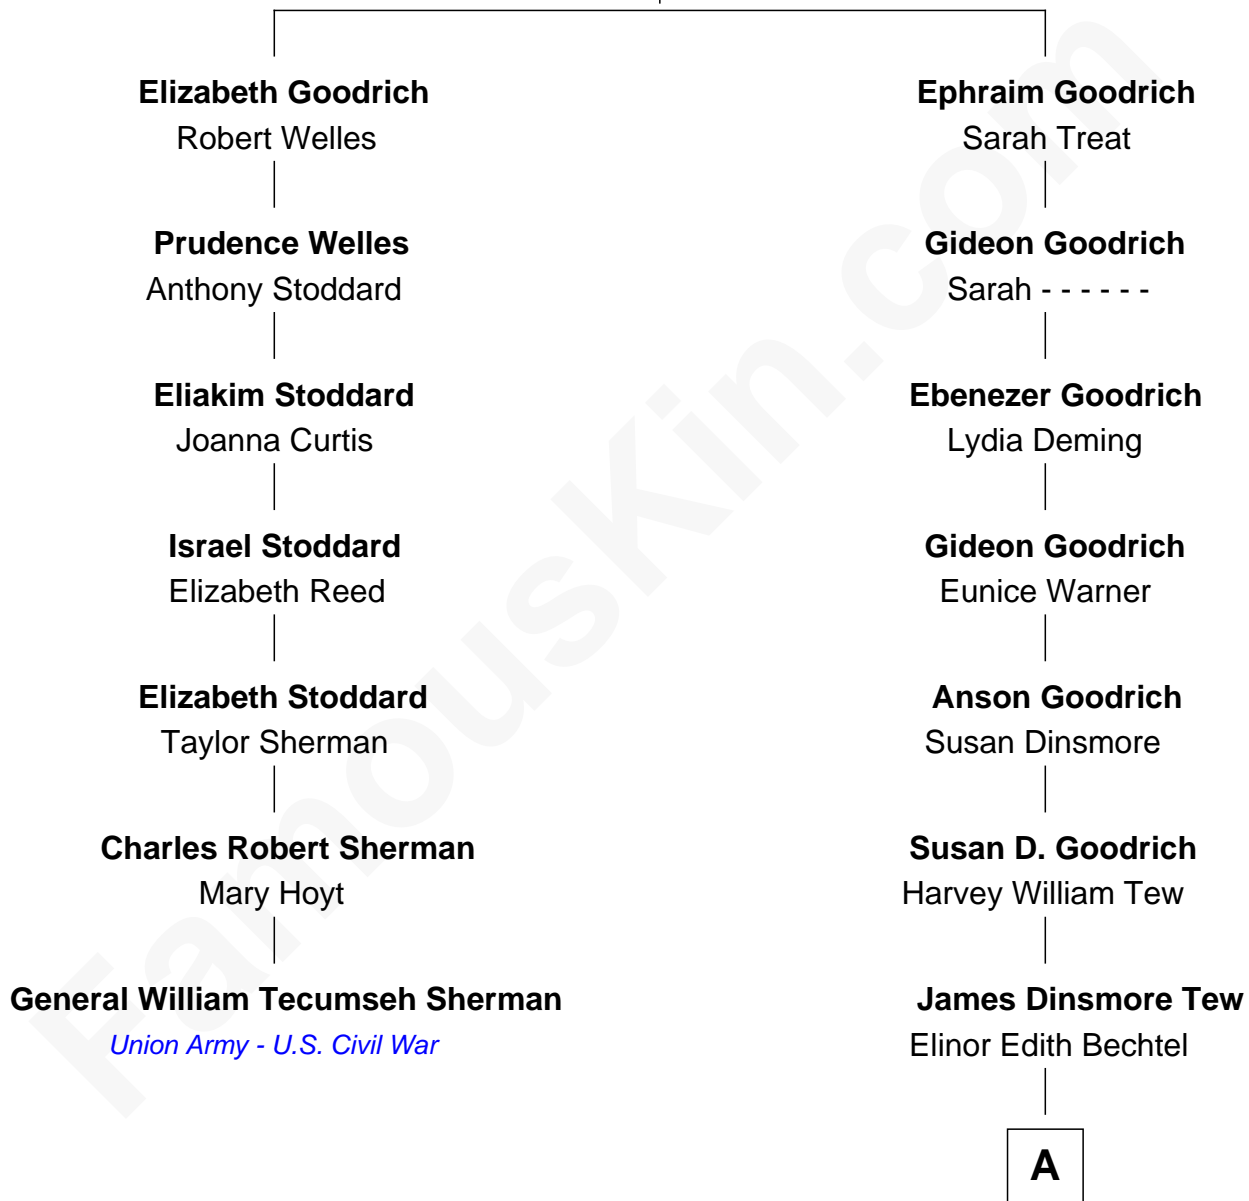 Elizabeth Goodrich
Robert Welles
Prudence Welles
Anthony Stoddard
Eliakim Stoddard
Joanna Curtis
Israel Stoddard
Elizabeth Reed
Elizabeth Stoddard
Taylor Sherman
Charles Robert Sherman
Mary Hoyt
General William Tecumseh Sherman
Union Army - U.S. Civil War
Ephraim Goodrich
Sarah Treat
Gideon Goodrich
Sarah - - - - - -
Ebenezer Goodrich
Lydia Deming
Gideon Goodrich
Eunice Warner
Anson Goodrich
Susan Dinsmore
Susan D. Goodrich
Harvey William Tew
James Dinsmore Tew
Elinor Edith Bechtel
A
FamousKin.com